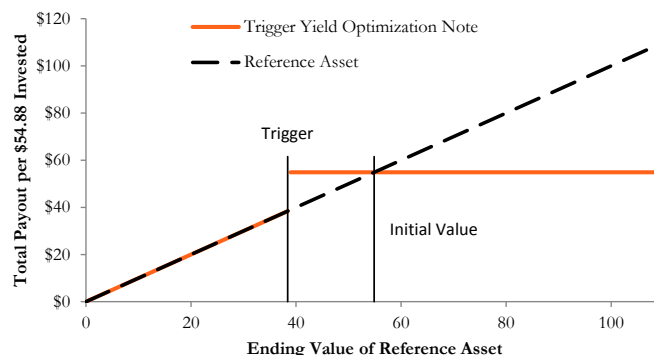 $120
$100
$80
$60
$40
$20
$0
Total Payout per $54.88 Invested
Trigger Yield Optimization Note
Reference Asset
Trigger
Initial Value
0
20
40
60
80
100
Ending Value of Reference Asset